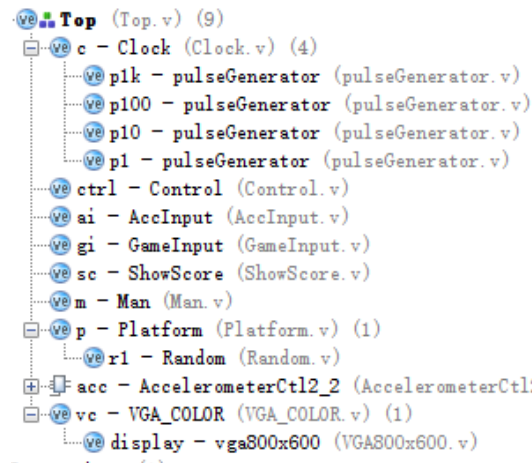 Top (Top.v) (9)
c - Clock (Clock.v) (4)
p1k - pulseGenerator (pulseGenerator.v)
p100 - pulseGenerator (pulseGenerator.v)
p10 - pulseGenerator (pulseGenerator.v)
p1 - pulseGenerator (pulseGenerator.v)
ctrl - Control (Control.v)
ai - AccInput (AccInput.v)
gi - GameInput (GameInput.v)
sc - ShowScore (ShowScore.v)
m - Man (Man.v)
p - Platform (Platform.v) (1)
r1 - Random (Random.v)
acc - AccelerometerCtl2_2 (AccelerometerCtl2
vc - VGA_COLOR (VGA_COLOR.v) (1)
display - vga800x600 (VGA800x600.v)